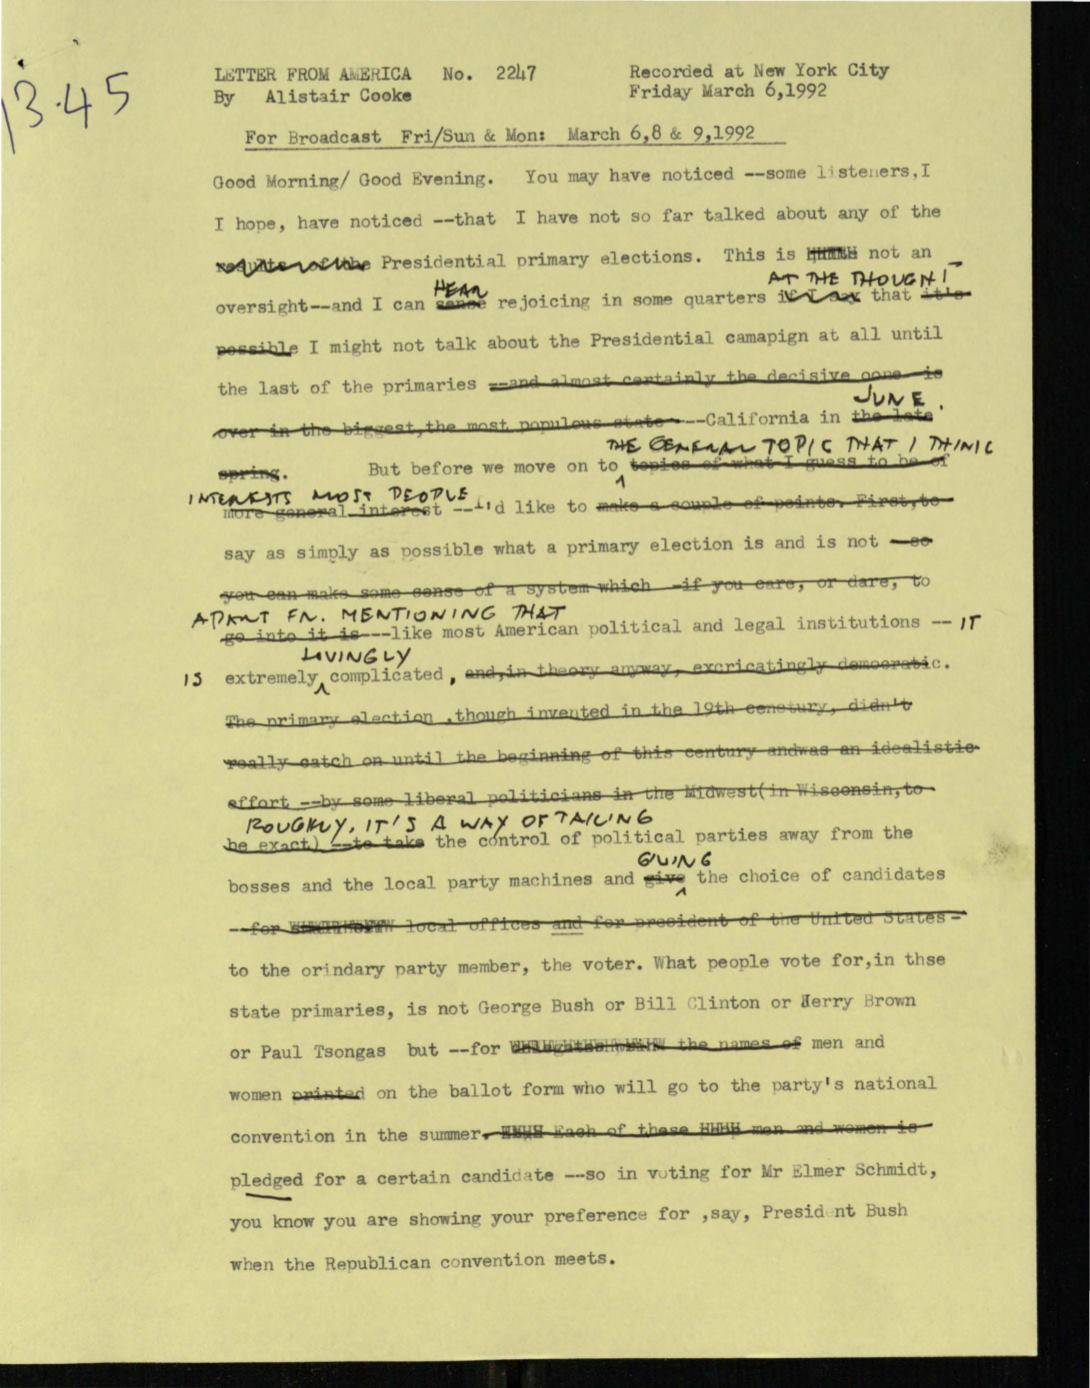 13.45
LETTER FROM AMERICA No. 2247 Recorded at New York City
By Alistair Cooke Friday March 6,1992
For Broadcast Fri/Sun & Mon: March 6,8 & 9,1992
Good Morning/ Good Evening. You may have noticed --some listeners,I
I hope, have noticed --that I have not so far talked about any of the
results of the Presidential primary elections. This is not an
AT THE THOUGHT
HEAR
oversight--and I can sense rejoicing in some quarters if I say that it's
possible I might not talk about the Presidential camapign at all until
the last of the primaries --and almost certainly the decisive oone is
JUNE.
over in the biggest,the most populous state ---California in the late
THE GENERAL TOPIC THAT I THINK
spring. But before we move on to topics of what I guess to be of
INTERESTS MOST PEOPLE
more general interest --I'd like to make a couple of points. First,to
say as simply as possible what a primary election is and is not --so
you can make some sense of a system which -if you care, or dare, to
APART FR. MENTIONING THAT
go into it is---like most American political and legal institutions -- IT
LOVINGLY
IS extremely complicated, and,in theory anyway, excricatingly democratic.
The primary election ,though invented in the 19th cenetury, didn't
really catch on until the beginning of this century andwas an idealistic
effort --by some liberal politicians in the Midwest(in Wisconsin,to
ROUGHLY, IT'S A WAY OF TAKING
be exact) --to take the control of political parties away from the
GIVING
bosses and the local party machines and give the choice of candidates
--for local offices and for president of the United States-
to the orindary party member, the voter. What people vote for,in thse
state primaries, is not George Bush or Bill Clinton or Jerry Brown
or Paul Tsongas but --for the names of men and
women printed on the ballot form who will go to the party's national
convention in the summer. Each of these men and women is
pledged for a certain candidate ---so in voting for Mr Elmer Schmidt,
you know you are showing your preference for ,say, President Bush
when the Republican convention meets.